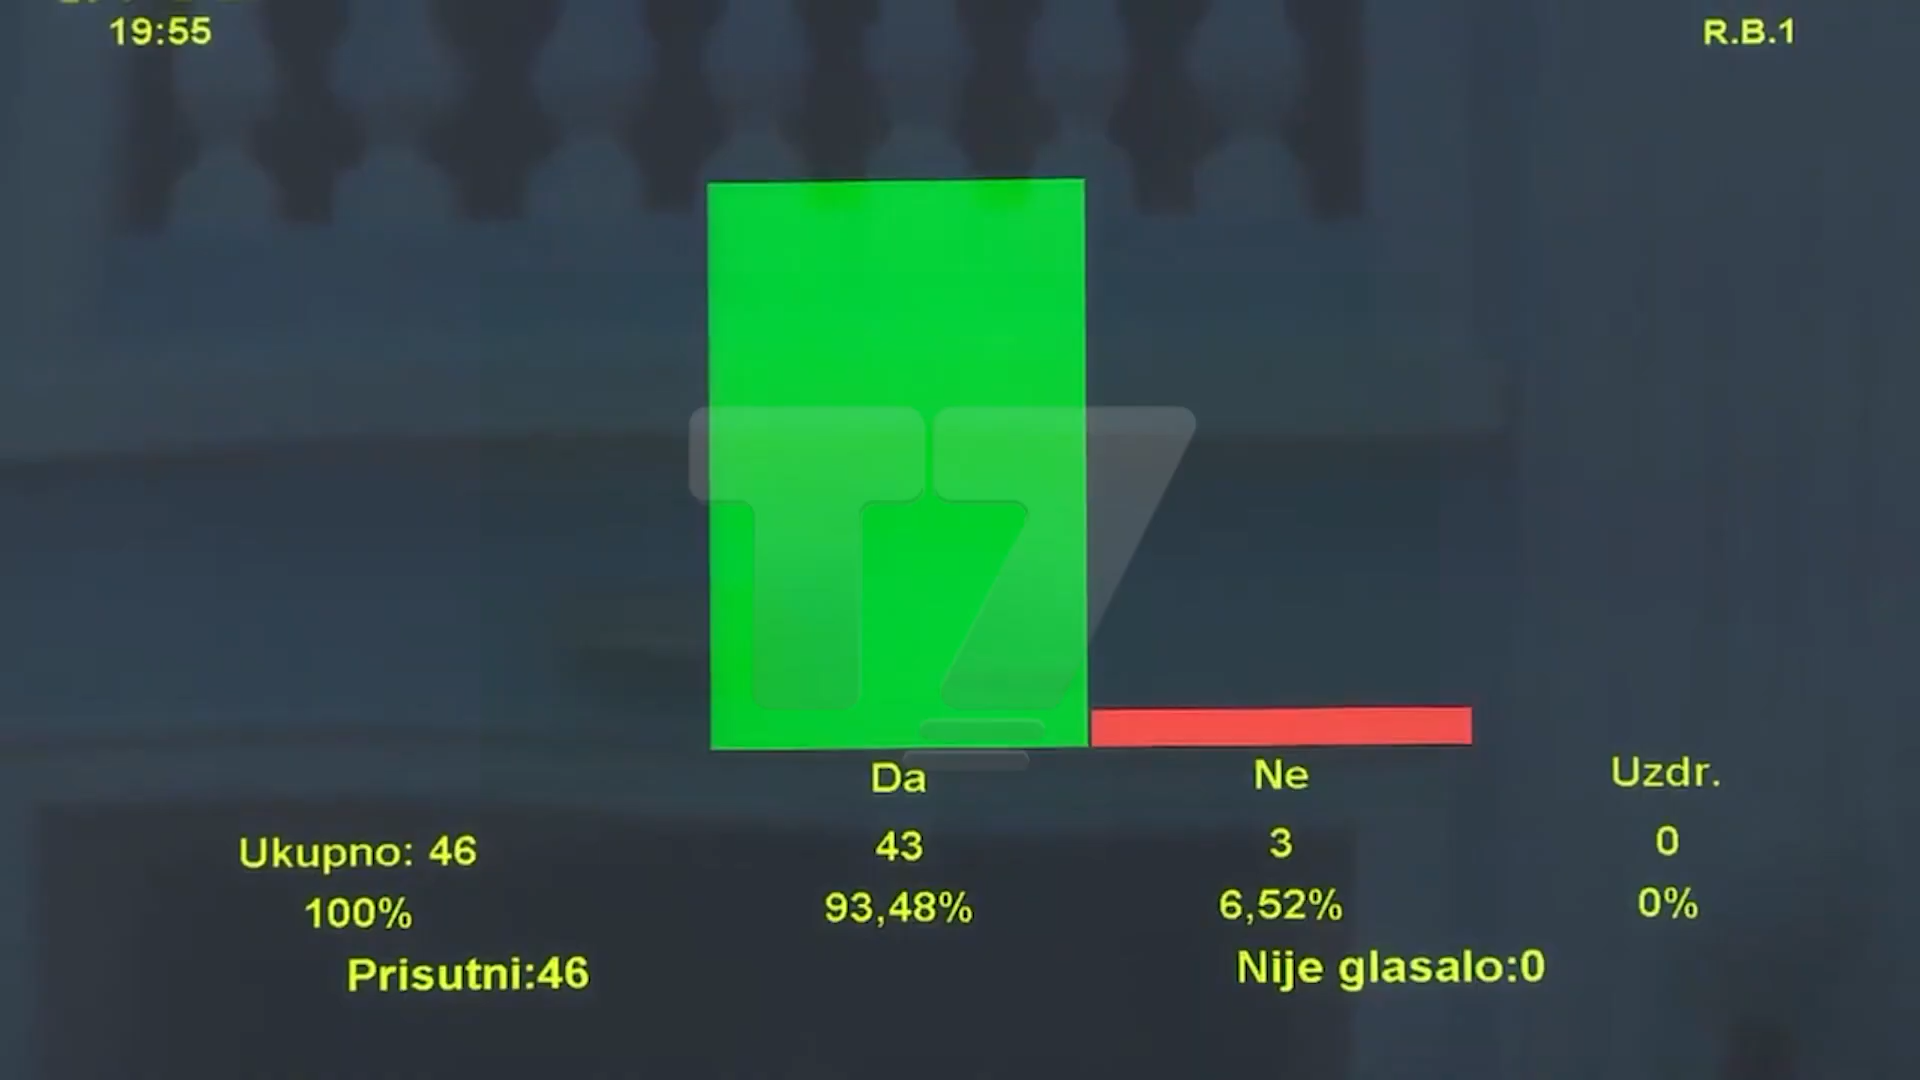 19:55
R.B.1
T7
Da
Ne
Uzdr.
Ukupno: 46
43
3
0
100%
93,48%
6,52%
0%
Prisutni:46
Nije glasalo:0